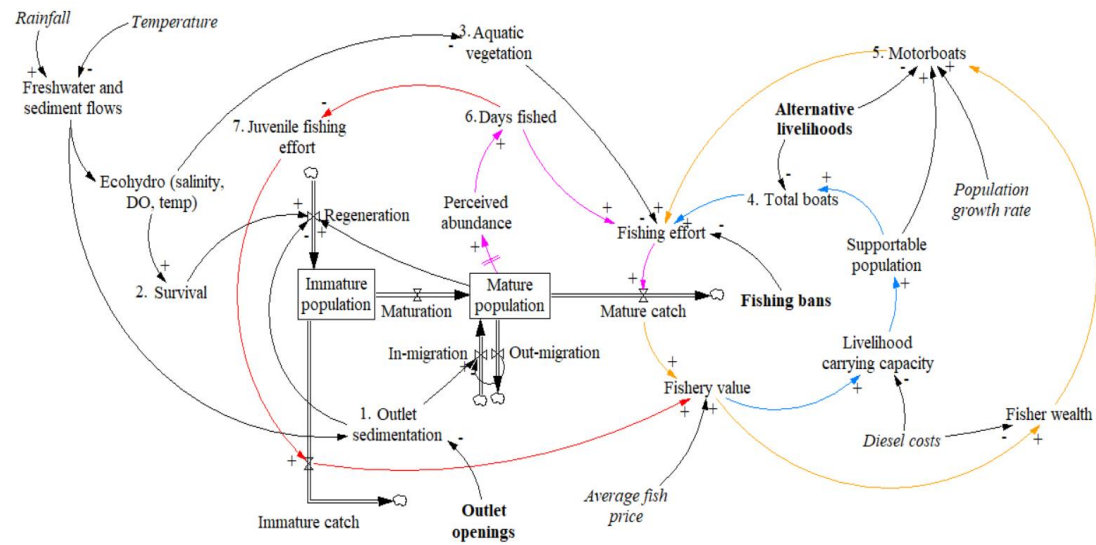 Rainfall
Temperature
+
-
Freshwater and
sediment flows
3. Aquatic
vegetation
-
5. Motorboats
-
+
+
+
-
7. Juvenile fishing
effort
6. Days fished
+
Alternative
livelihoods
Ecohydro (salinity,
DO, temp)
+
Regeneration
-
+
Perceived
abundance
+
-
+
+
+
Fishing effort
-
-
4. Total boats
+
Population
growth rate
Supportable
population
+
+
2. Survival
Immature
population
Maturation
Mature
population
+
Mature catch
Fishing bans
In-migration
Out-migration
+
-
Livelihood
carrying capacity
+
-
+
Fishery value
+
+
1. Outlet
sedimentation
-
Diesel costs
Fisher wealth
-
+
+
Immature catch
Outlet
openings
Average fish
price